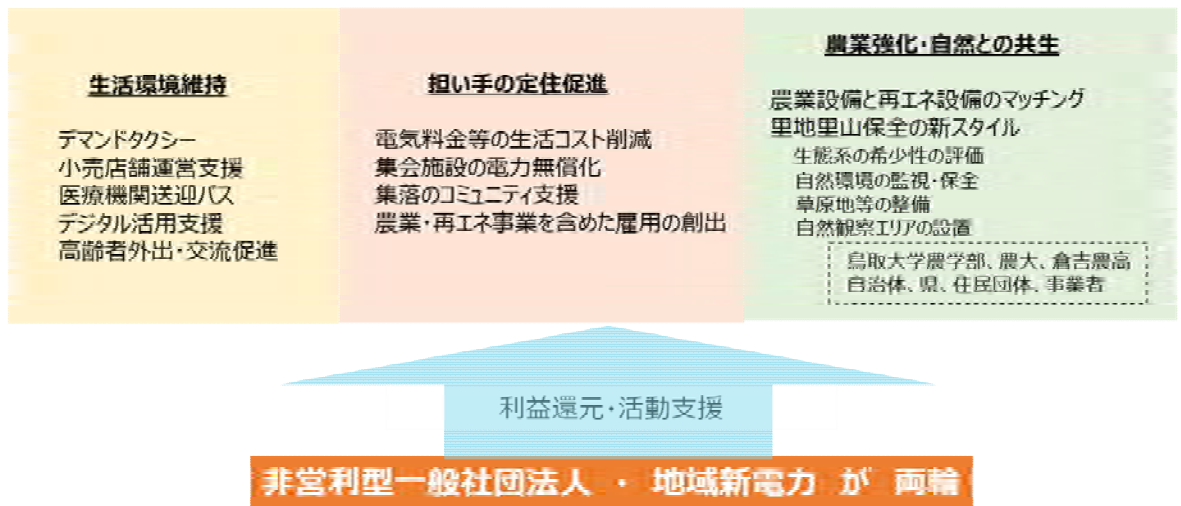 生活環境維持
デマンドタクシー
小売店舗運営支援
医療機関送迎バス
デジタル活用支援
高齢者外出・交流促進
担い手の定住促進
電気料金等の生活コスト削減
集会施設の電力無償化
集落のコミュニティ支援
農業・再エネ事業を含めた雇用の創出
農業強化・自然との共生
農業設備と再エネ設備のマッチング
里地里山保全の新スタイル
生態系の希少性の評価
自然環境の監視・保全
草原地等の整備
自然観察エリアの設置
鳥取大学農学部、農大、倉吉農高
自治体、県、住民団体、事業者
利益還元・活動支援
非営利型一般社団法人 ・ 地域新電力 が 両輪